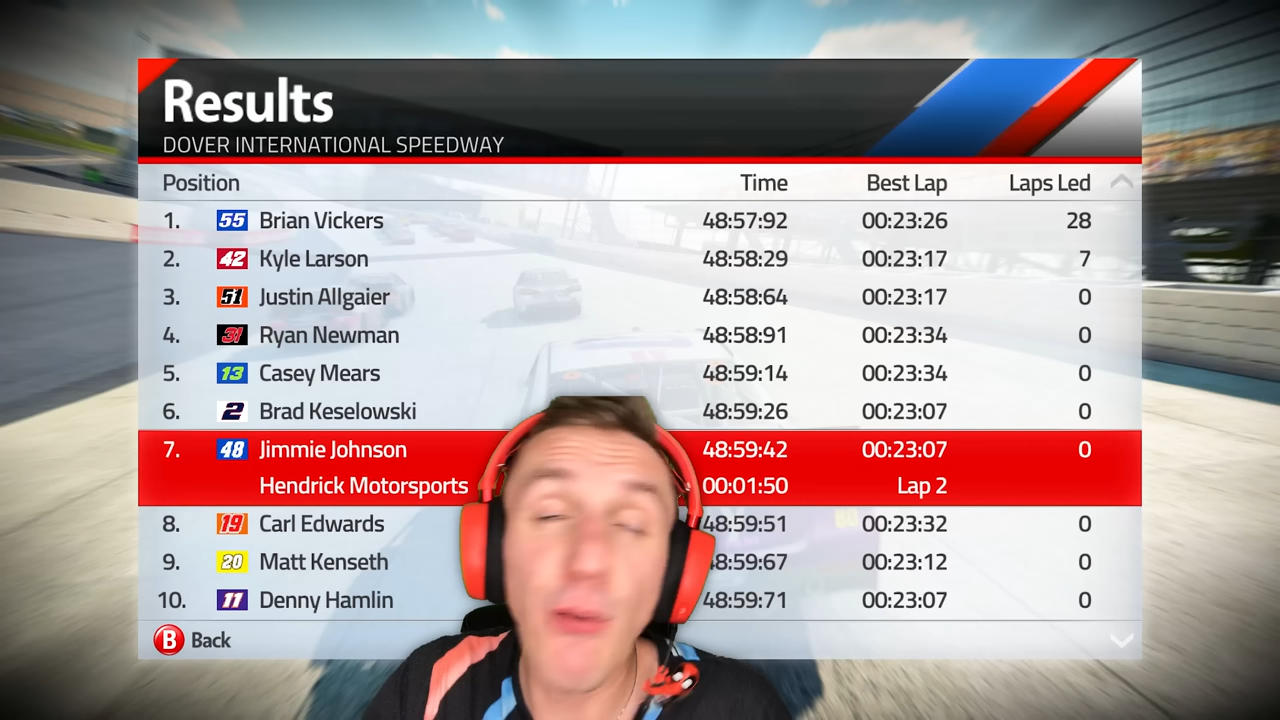 Results
DOVER INTERNATIONAL SPEEDWAY
Position Time Best Lap Laps Led
1. 55 Brian Vickers 48:57:92 00:23:26 28
2. 42 Kyle Larson 48:58:29 00:23:17 7
3. 51 Justin Allgaier 48:58:64 00:23:17 0
4. 31 Ryan Newman 48:58:91 00:23:34 0
5. 13 Casey Mears 48:59:14 00:23:34 0
6. 2 Brad Keselowski 48:59:26 00:23:07 0
7. 48 Jimmie Johnson 48:59:42 00:23:07 0
Hendrick Motorsports 00:01:50 Lap 2
8. 19 Carl Edwards 48:59:51 00:23:32 0
9. 20 Matt Kenseth 8:59:67 00:23:12 0
10. 11 Denny Hamlin 48:59:71 00:23:07 0
B Back